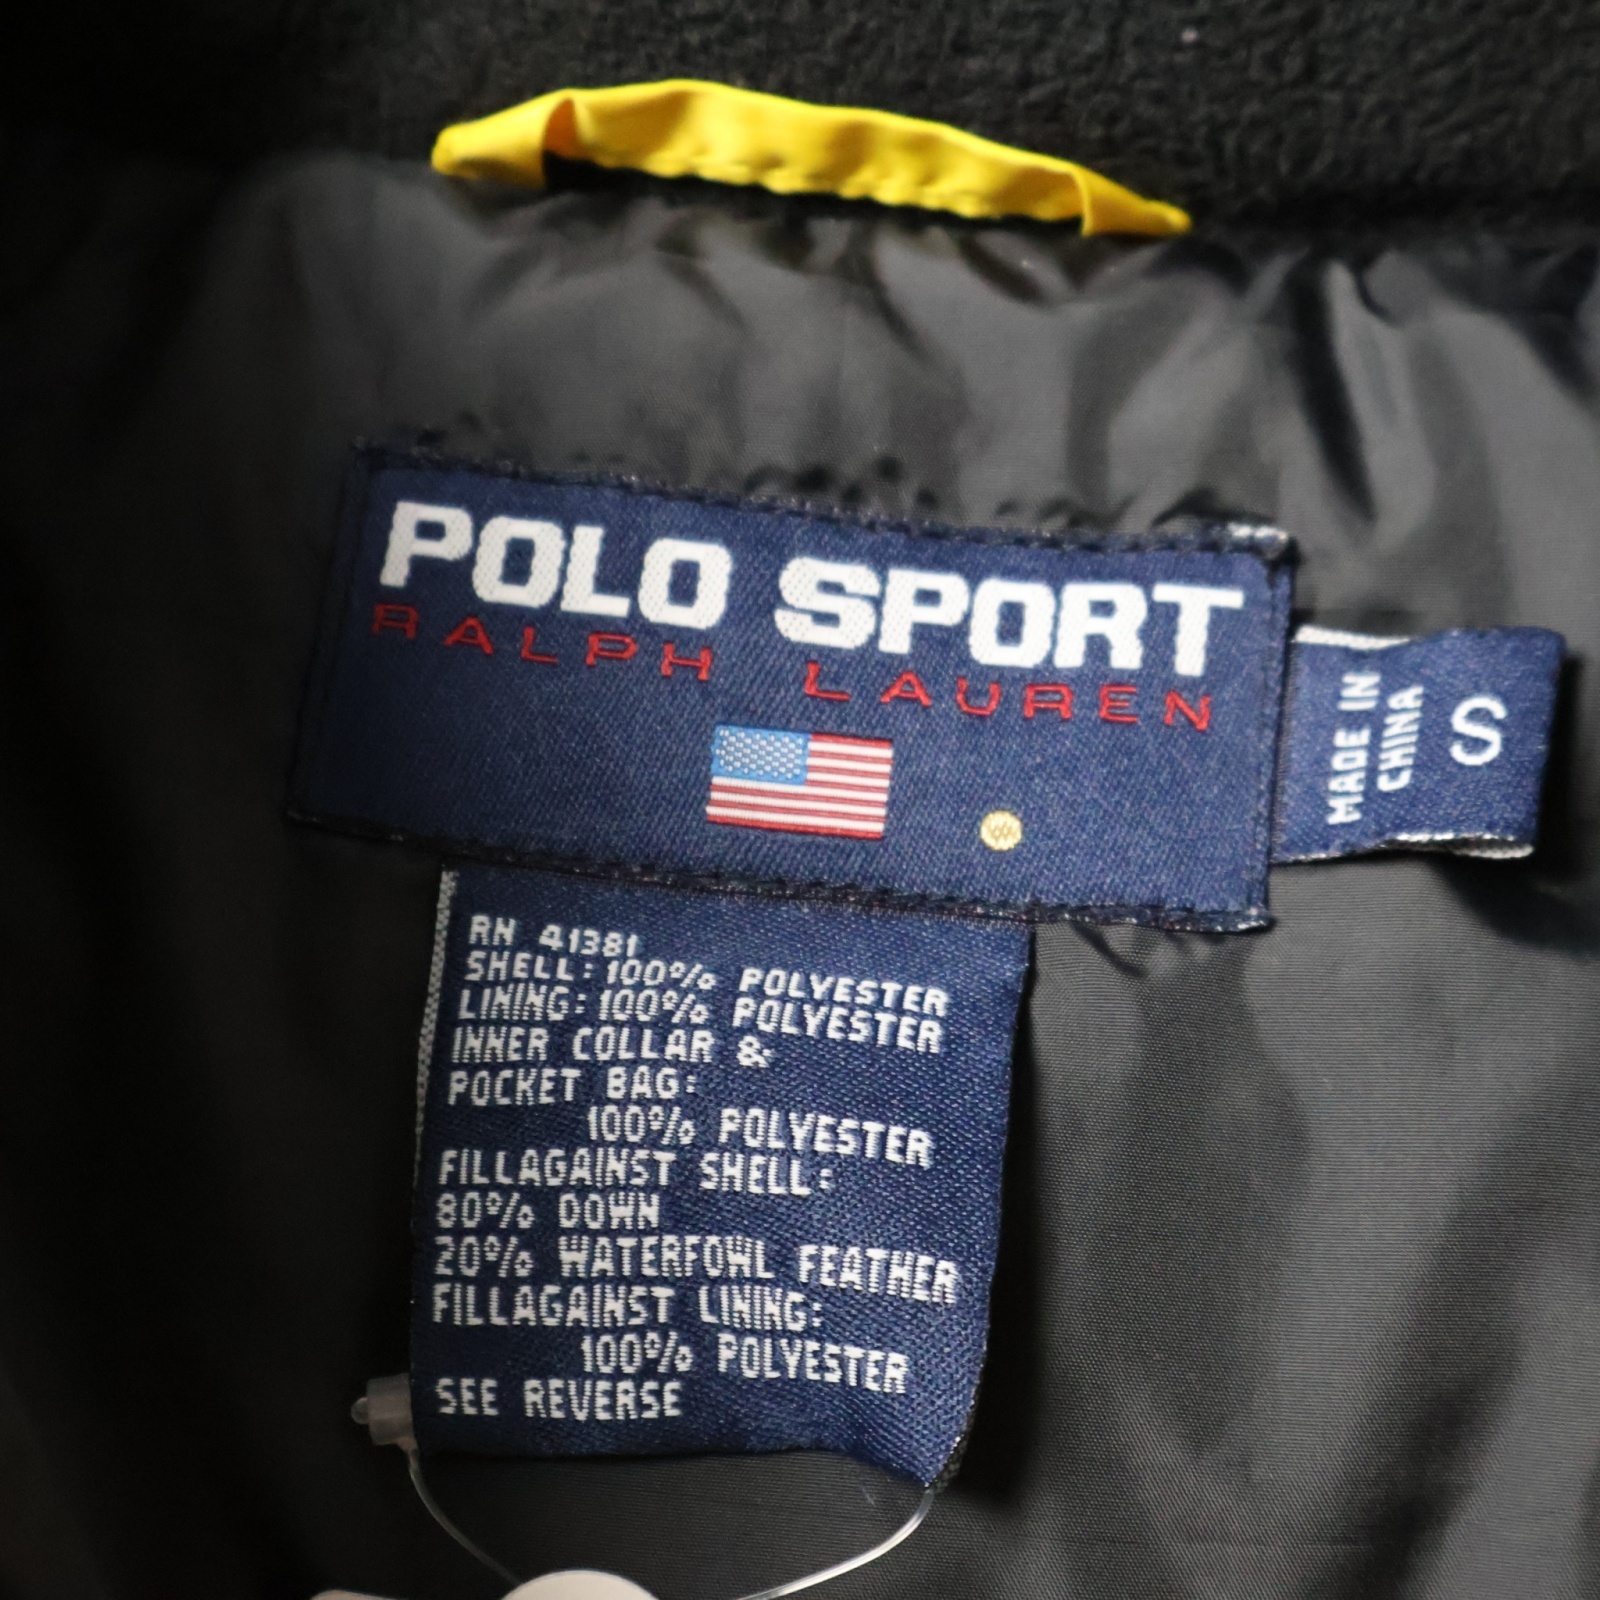 POLO SPORT
RALPH LAUREN
MADE IN
CHINA
S
RN 41381
SHELL: 100% POLYESTER
LINING: 100% POLYESTER
INNER COLLAR &
POCKET BAG:
100% POLYESTER
FILLAGAINST SHELL:
80% DOWN
20% WATERFOWL FEATHER
FILLAGAINST LINING:
100% POLYESTER
SEE REVERSE